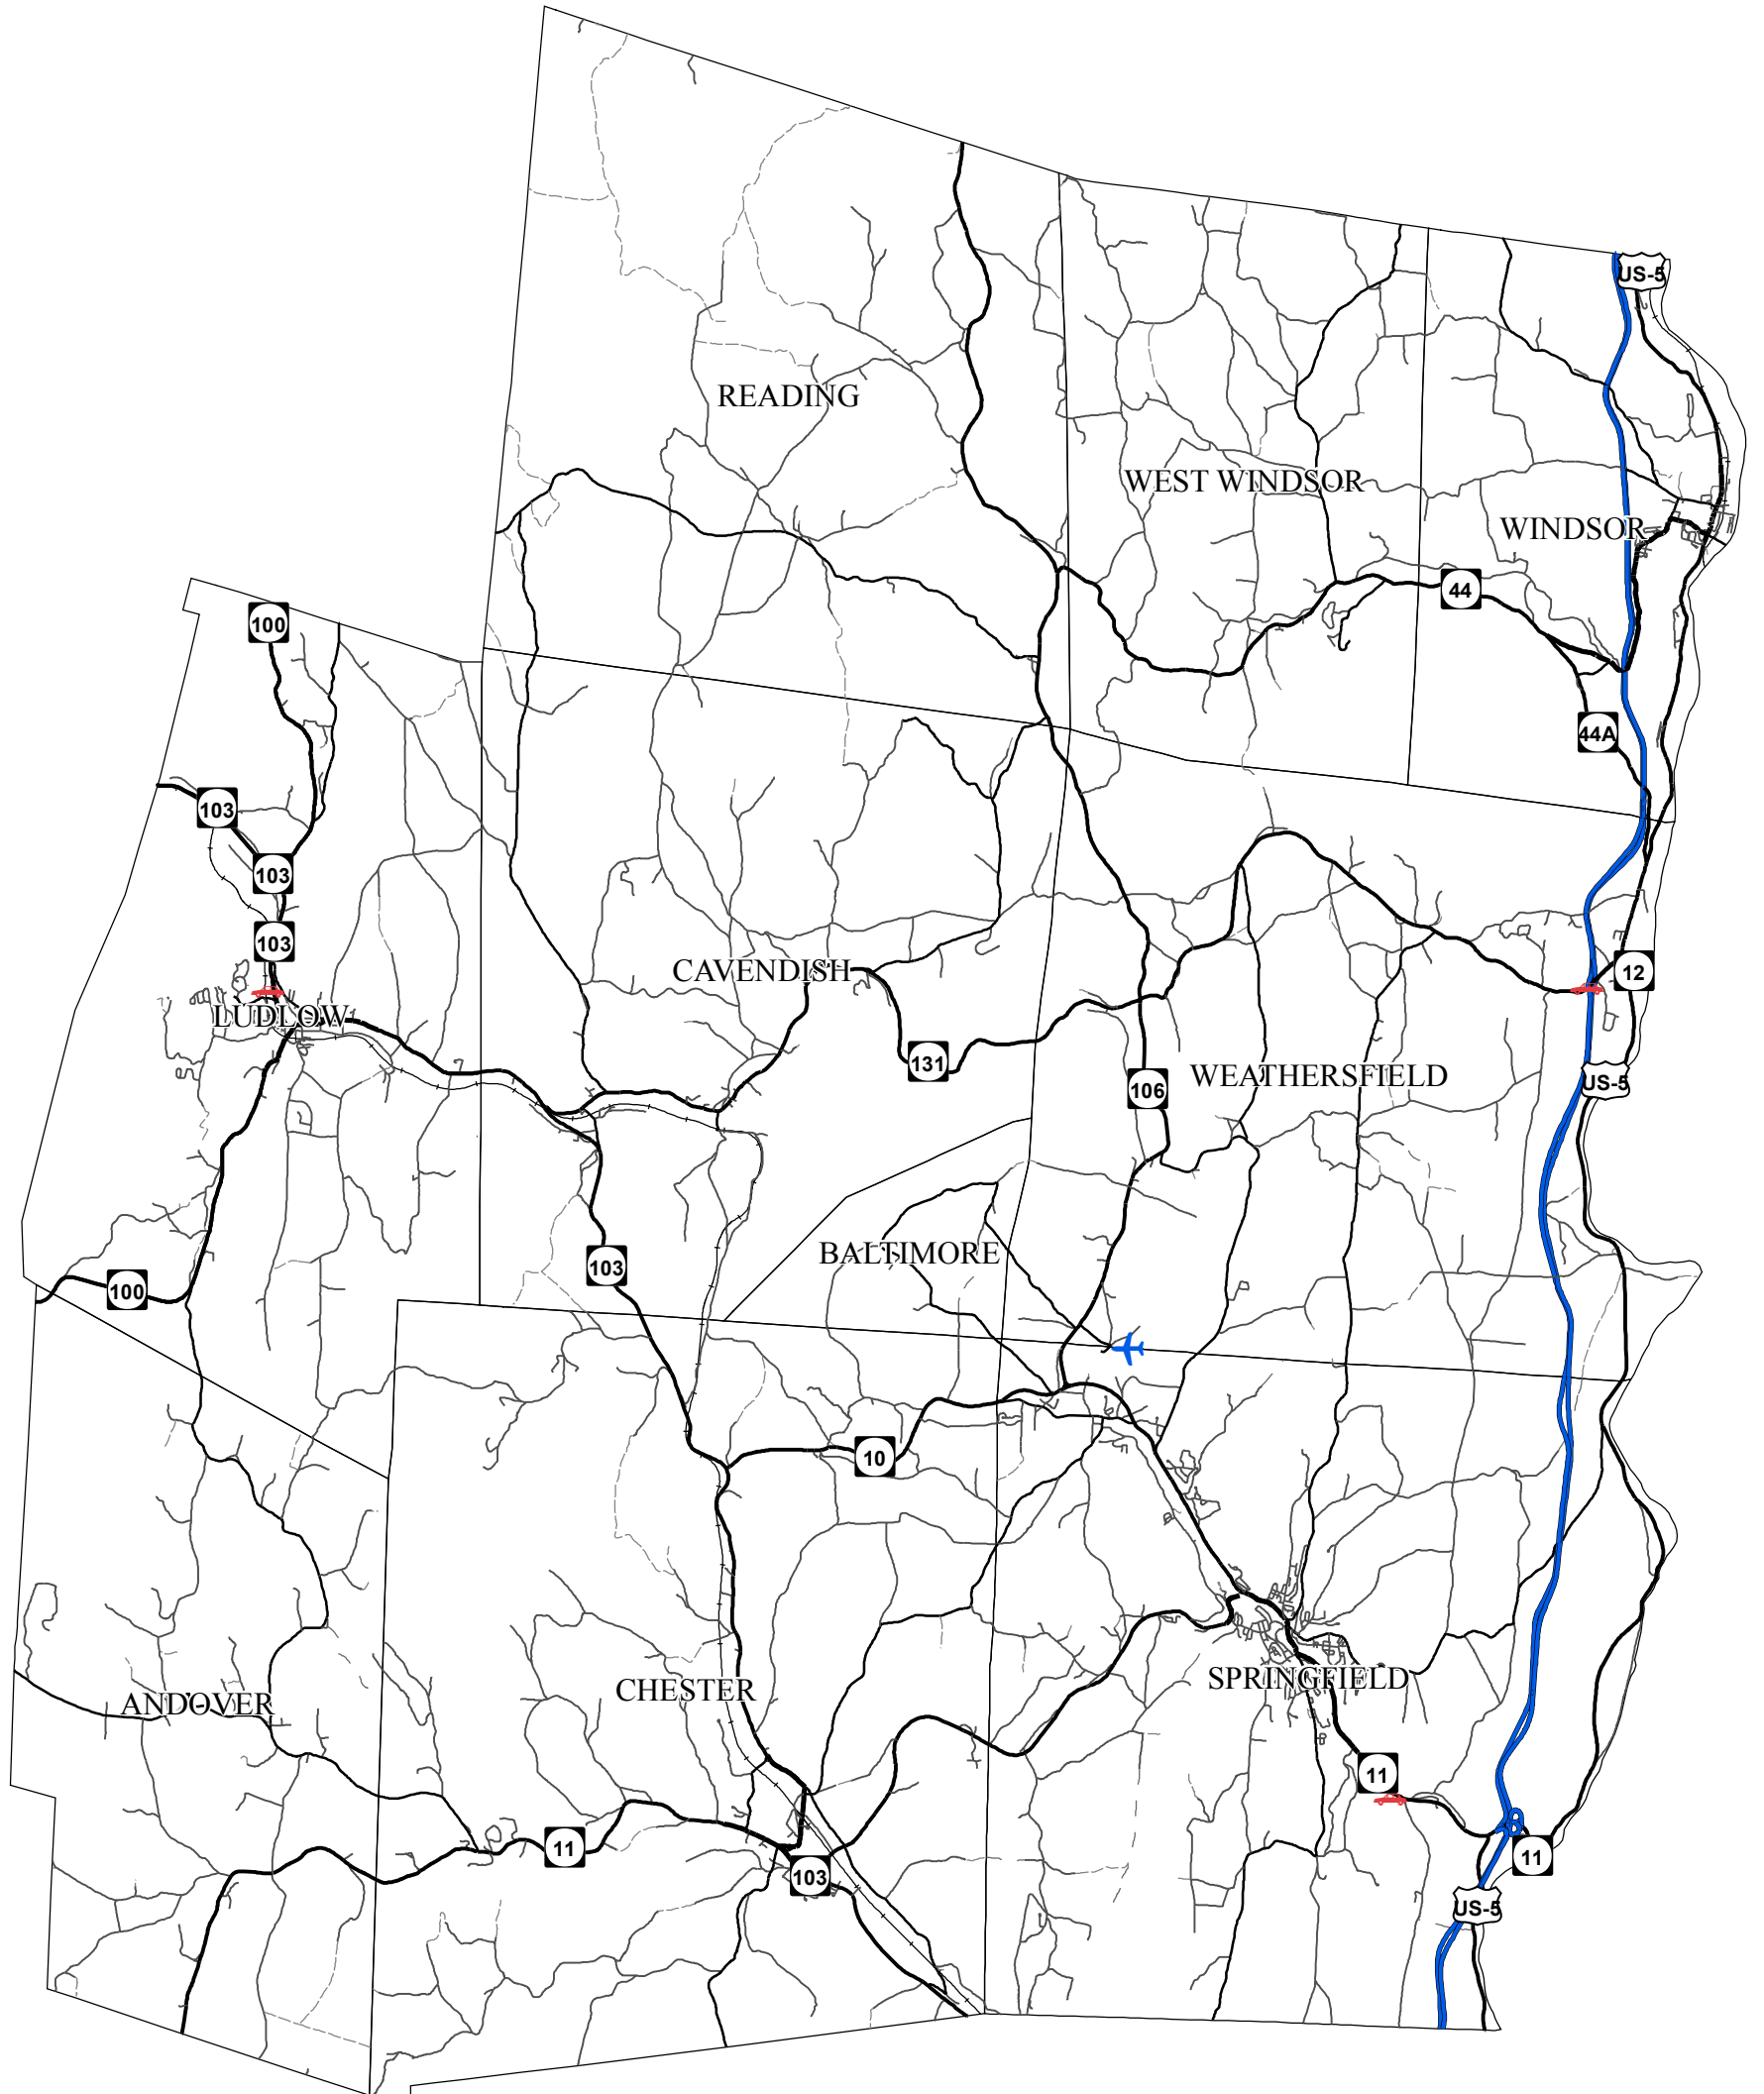 US-5
READING
WEST WINDSOR
WINDSOR
44
100
44A
103
103
103
CAVENDISH
12
LUDLOW
131
WEATHERSFIELD
US-5
106
BALTIMORE
103
100
10
SPRINGFIELD
CHESTER
ANDOVER
11
11
11
103
US-5